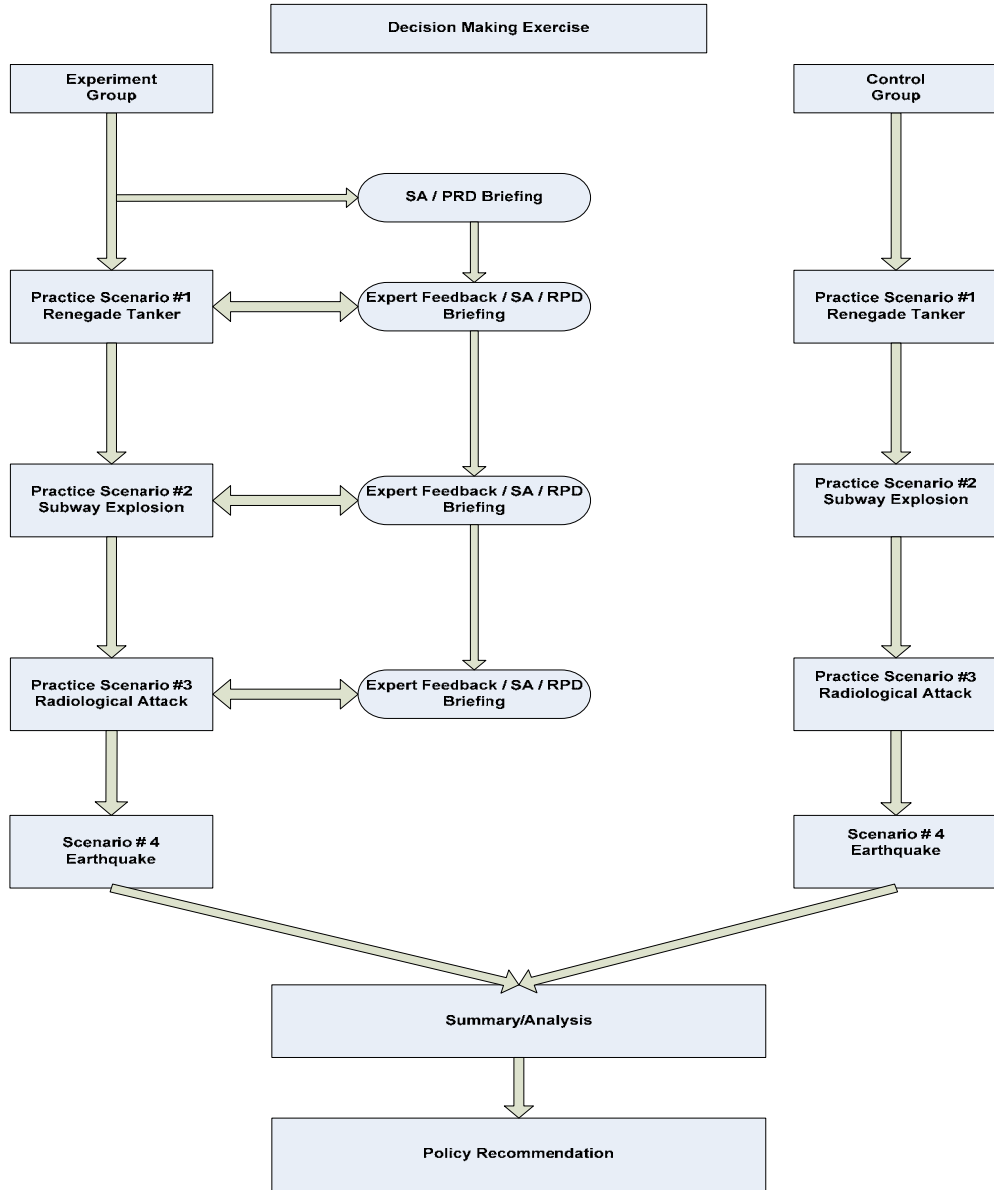 Decision Making Exercise
Experiment
Group
Control
Group
SA / PRD Briefing
Practice Scenario #1
Renegade Tanker
Expert Feedback / SA / RPD
Briefing
Practice Scenario #1
Renegade Tanker
Practice Scenario #2
Subway Explosion
Expert Feedback / SA / RPD
Briefing
Practice Scenario #2
Subway Explosion
Practice Scenario #3
Radiological Attack
Expert Feedback / SA / RPD
Briefing
Practice Scenario #3
Radiological Attack
Scenario # 4
Earthquake
Scenario # 4
Earthquake
Summary/Analysis
Policy Recommendation